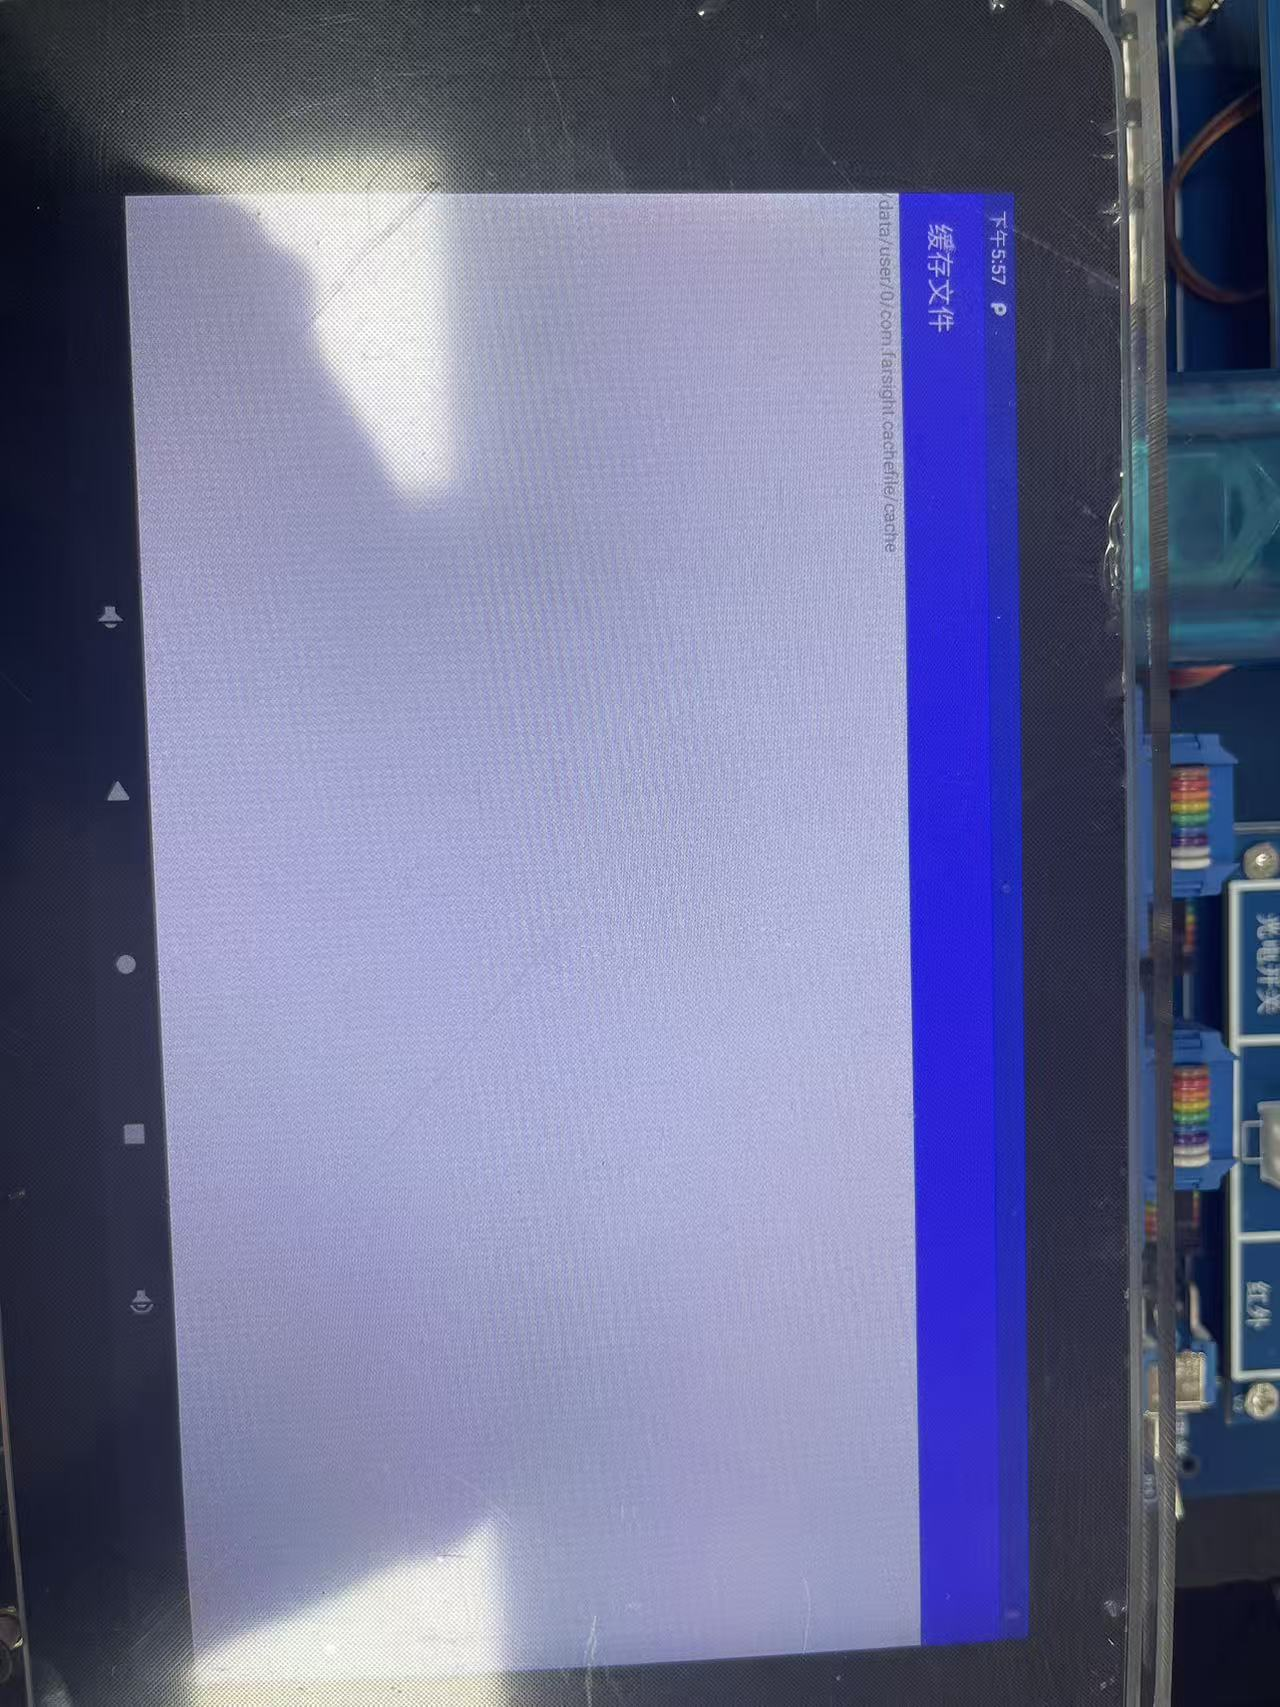 下午5:57
缓存文件
/data/user/0/com.farsight.cachefile/cache
光电开关
红外